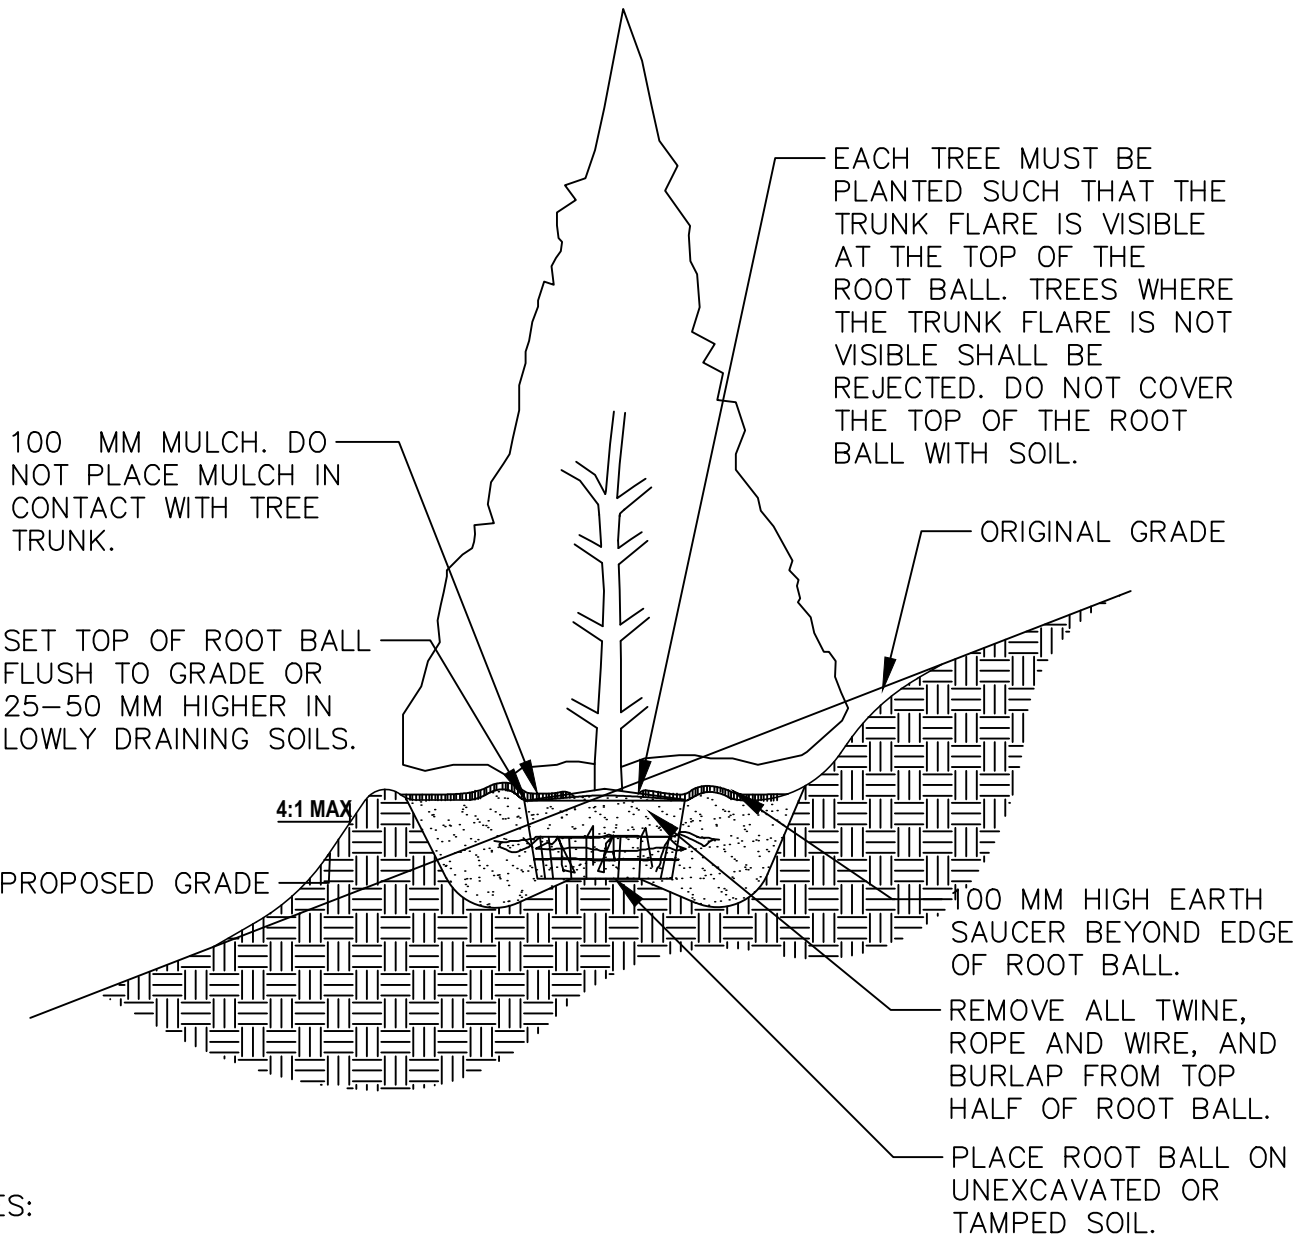 EACH TREE MUST BE
PLANTED SUCH THAT THE
TRUNK FLARE IS VISIBLE
AT THE TOP OF THE
ROOT BALL. TREES WHERE
THE TRUNK FLARE IS NOT
VISIBLE SHALL BE
REJECTED. DO NOT COVER
THE TOP OF THE ROOT
BALL WITH SOIL.
100 MM MULCH. DO
NOT PLACE MULCH IN
CONTACT WITH TREE
TRUNK.
ORIGINAL GRADE
SET TOP OF ROOT BALL
FLUSH TO GRADE OR
25-50 MM HIGHER IN
LOWLY DRAINING SOILS.
4:1 MAX
PROPOSED GRADE
100 MM HIGH EARTH
SAUCER BEYOND EDGE
OF ROOT BALL.
REMOVE ALL TWINE,
ROPE AND WIRE, AND
BURLAP FROM TOP
HALF OF ROOT BALL.
PLACE ROOT BALL ON
UNEXCAVATED OR
TAMPED SOIL.
ES: